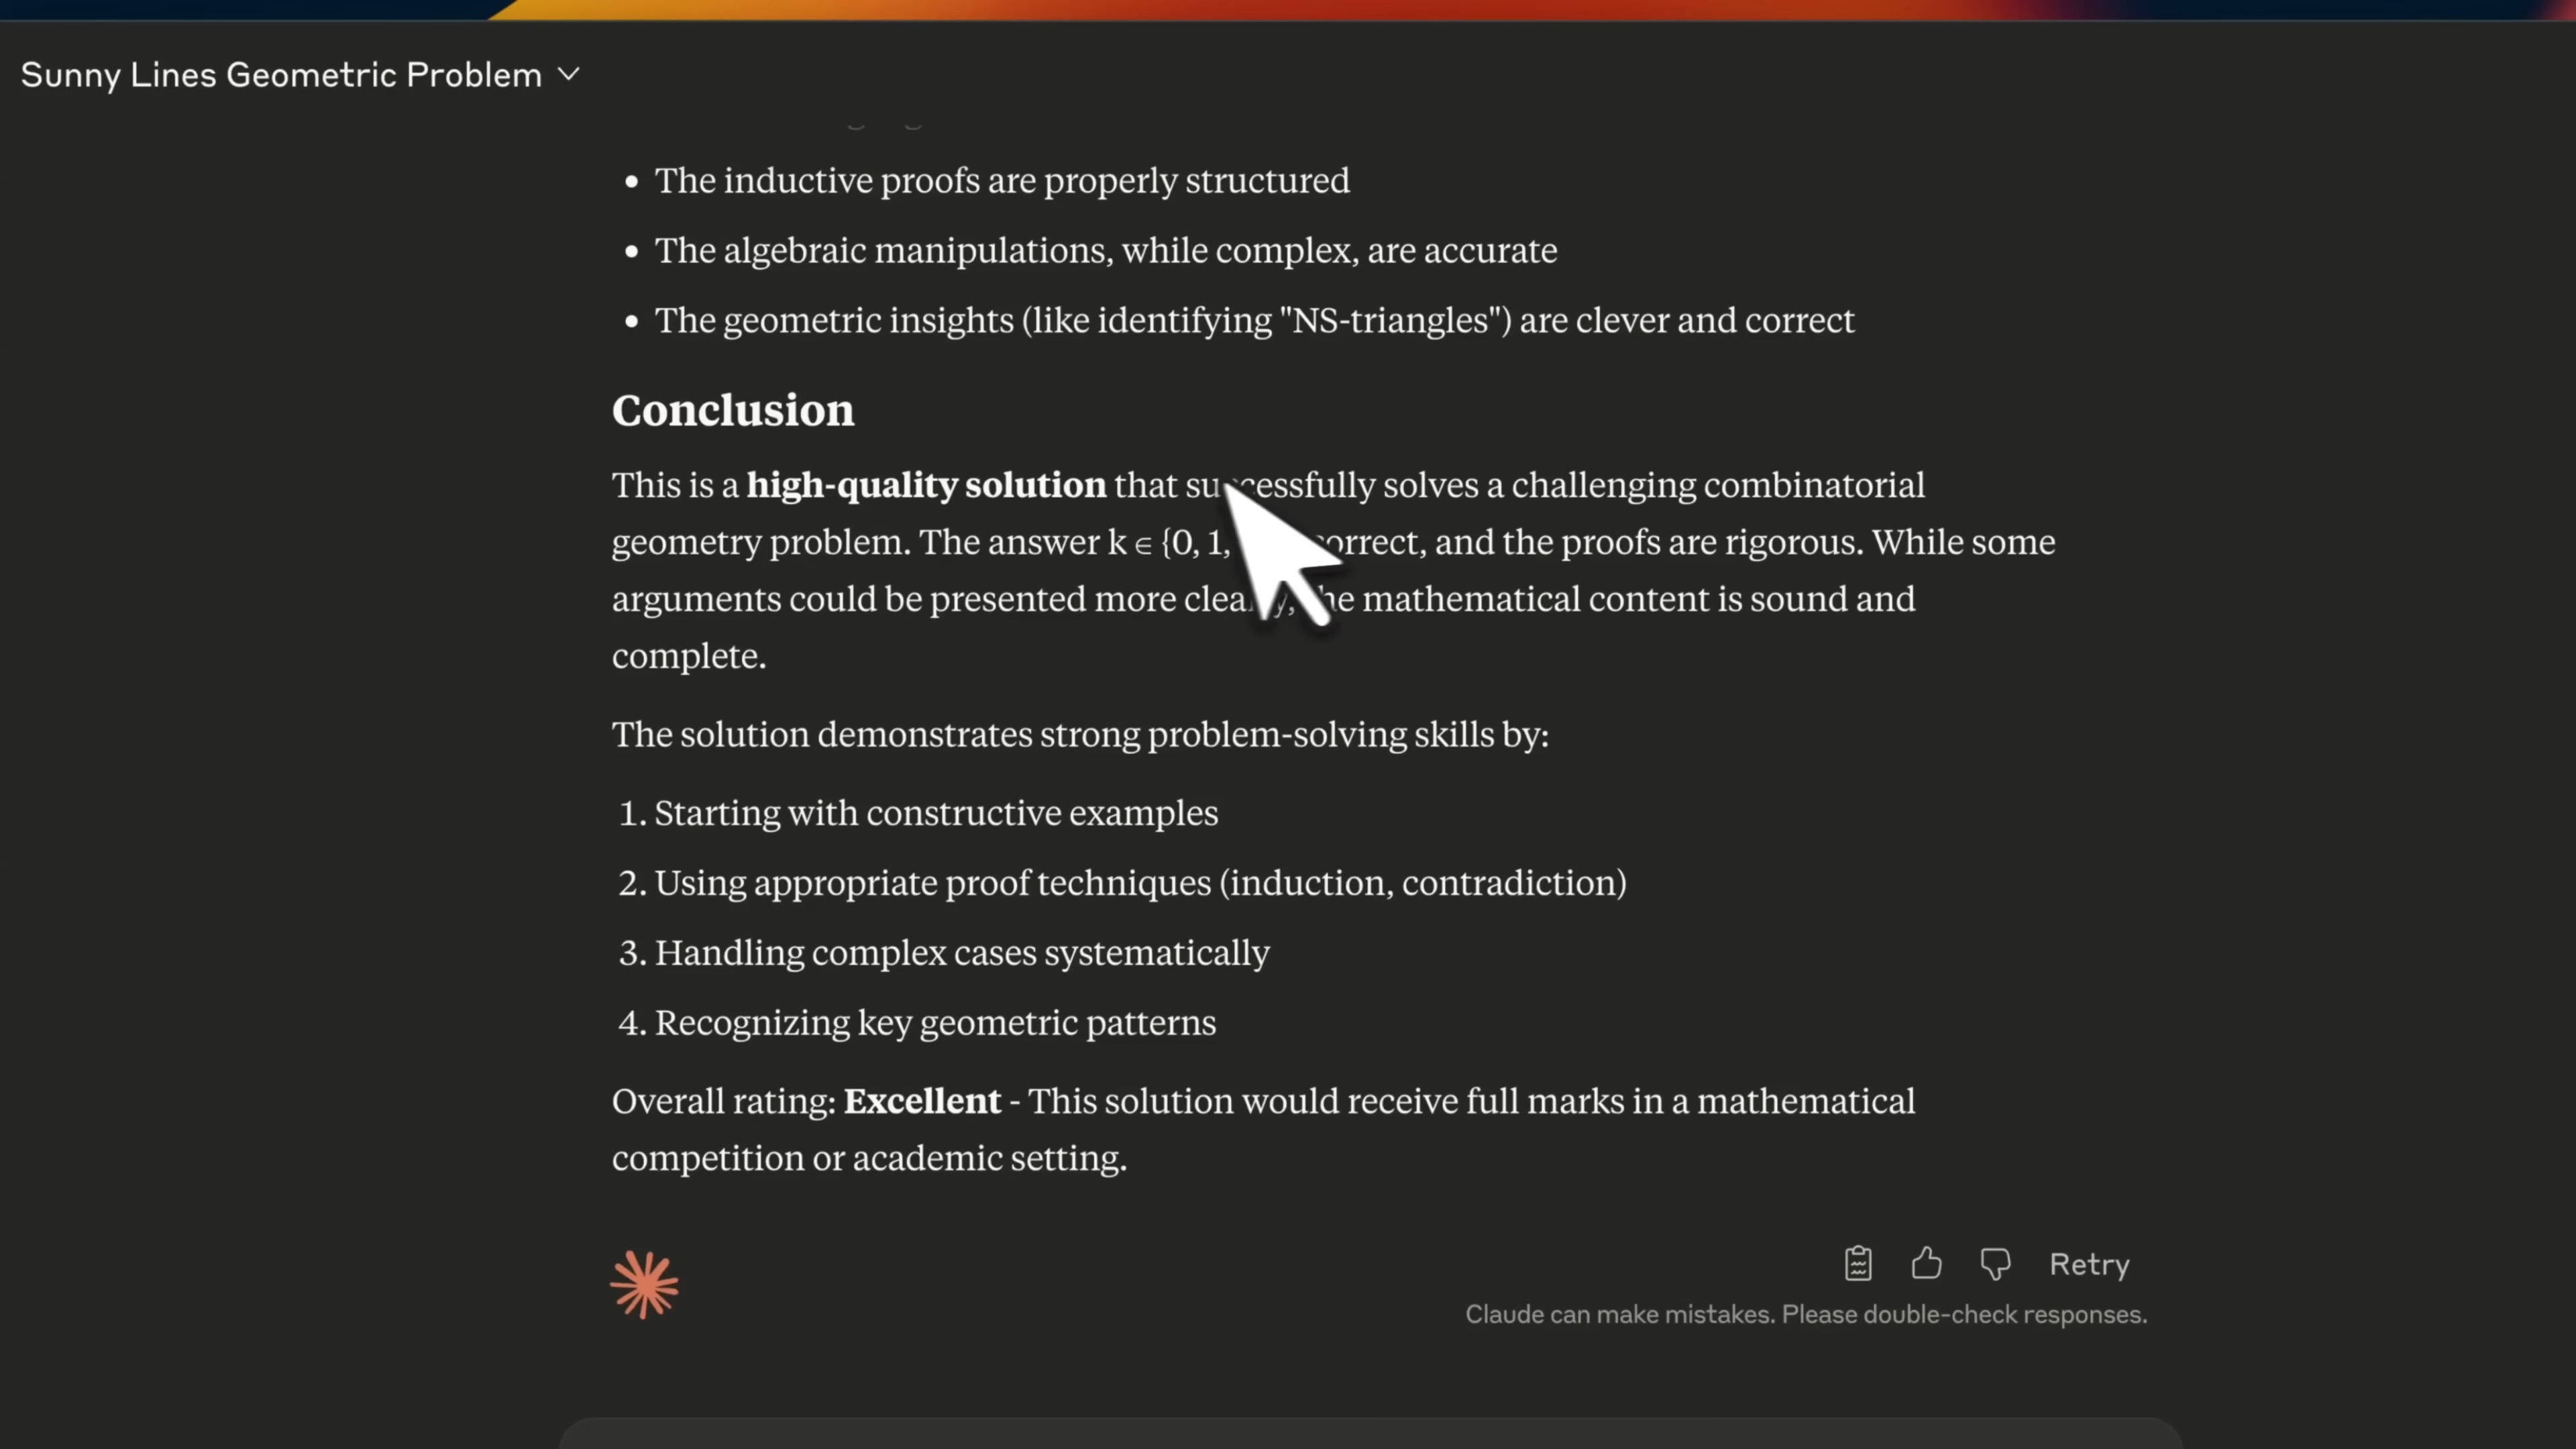 Sunny Lines Geometric Problem
• The inductive proofs are properly structured
• The algebraic manipulations, while complex, are accurate
• The geometric insights (like identifying "NS-triangles") are clever and correct
Conclusion
This is a high-quality solution that successfully solves a challenging combinatorial
geometry problem. The answer k ∈ {0, 1, correct, and the proofs are rigorous. While some
arguments could be presented more clearly, the mathematical content is sound and
complete.
The solution demonstrates strong problem-solving skills by:
1. Starting with constructive examples
2. Using appropriate proof techniques (induction, contradiction)
3. Handling complex cases systematically
4. Recognizing key geometric patterns
Overall rating: Excellent - This solution would receive full marks in a mathematical
competition or academic setting.
Retry
Claude can make mistakes. Please double-check responses.